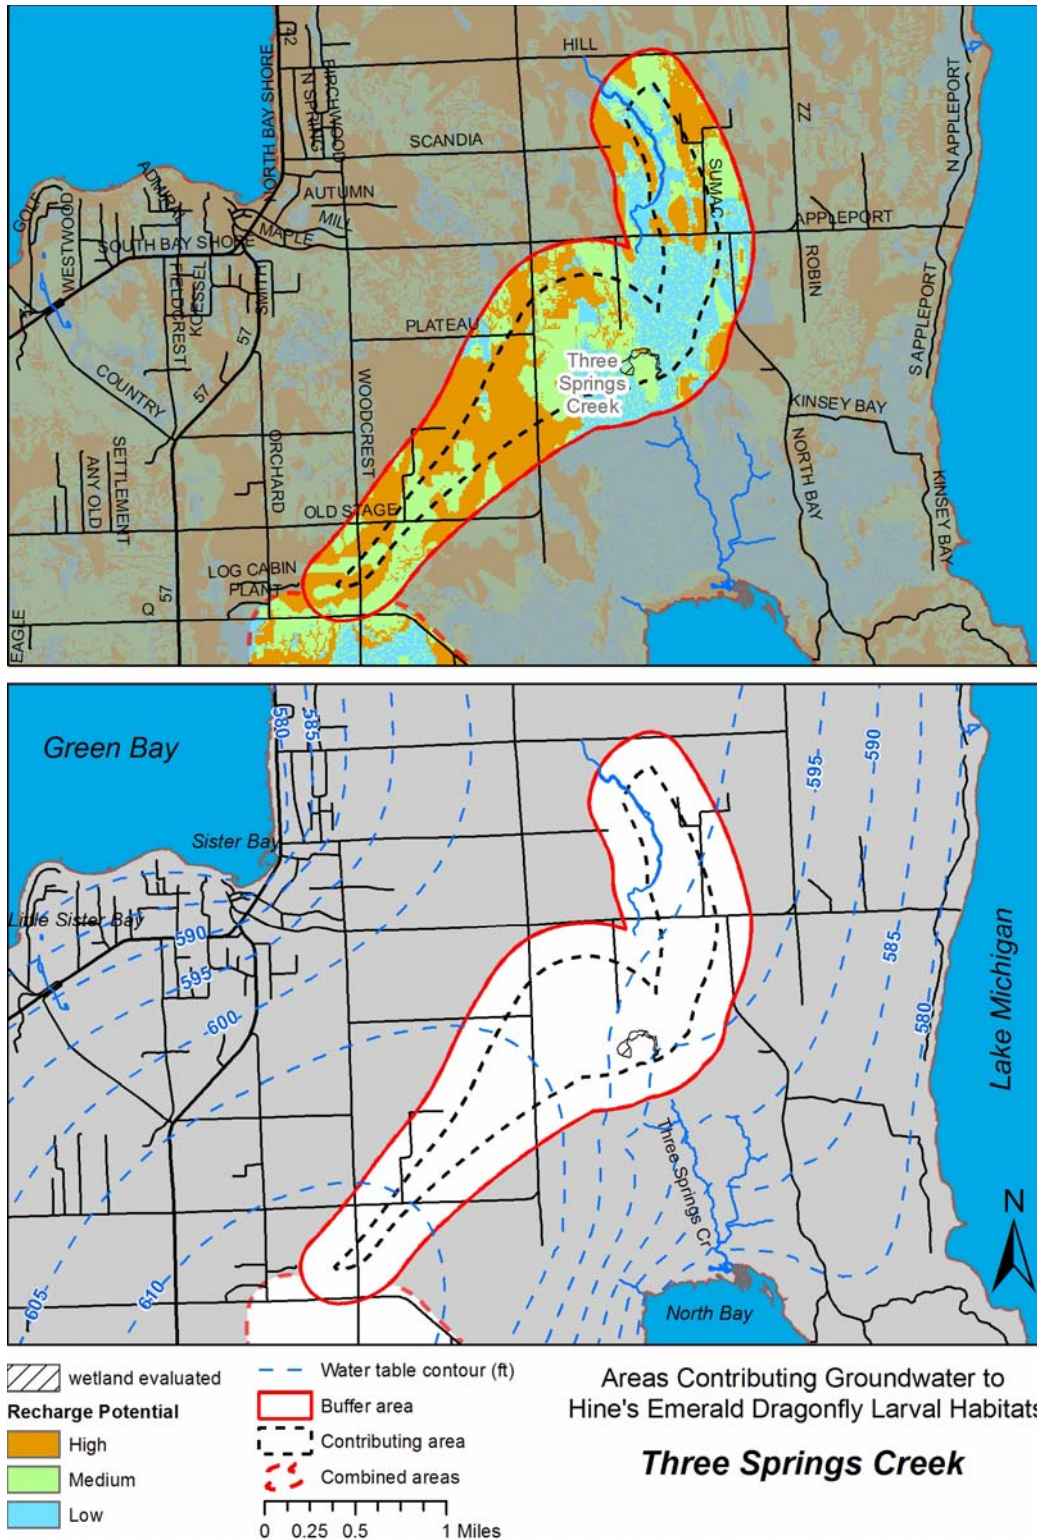 HILL
42
BIRCHWOOD
N SPRING
NORTH BAY SHORE
SCANDIA
ZZ
N APPLEPORT
ADMIRAL
GOLF
WESTWOOD
AUTUMN
MILL
MAPLE
SOUTH BAY SHORE
SUMAC
APPLEPORT
FIELDCREST
KOESSEL
SMITH
ROBIN
S APPLEPORT
PLATEAU
57
COUNTRY
57
WOODCREST
Three
Springs
Creek
KINSEY BAY
SETTLEMENT
ANY OLD
ORCHARD
NORTH BAY
KINSEY BAY
OLD STAGE
LOG CABIN
PLANT
Q
57
EAGLE
Green Bay
580
585
595
590
Sister Bay
Little Sister Bay
590
595
600
585
580
Lake Michigan
Three Springs Cr
N
605
610
North Bay
wetland evaluated
Recharge Potential
High
Medium
Low
Water table contour (ft)
Buffer area
Contributing area
Combined areas
0 0.25 0.5 1 Miles
Areas Contributing Groundwater to
Hine's Emerald Dragonfly Larval Habitats
Three Springs Creek